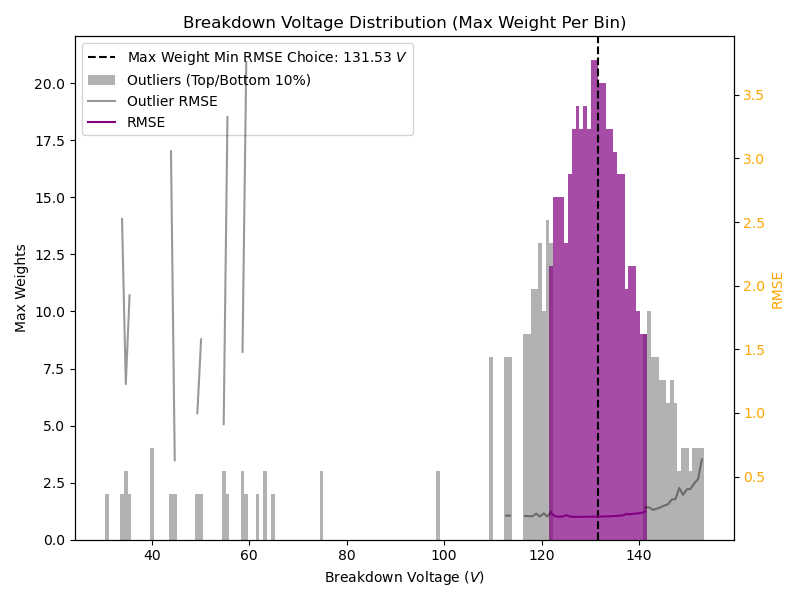 Breakdown Voltage Distribution (Max Weight Per Bin)
Max Weight Min RMSE Choice: 131.53 V
Outliers (Top/Bottom 10%)
Outlier RMSE
RMSE
20.0
17.5
15.0
12.5
10.0
7.5
5.0
2.5
0.0
Max Weights
3.5
3.0
2.5
2.0
1.5
1.0
0.5
RMSE
40 60 80 100 120 140
Breakdown Voltage (V)